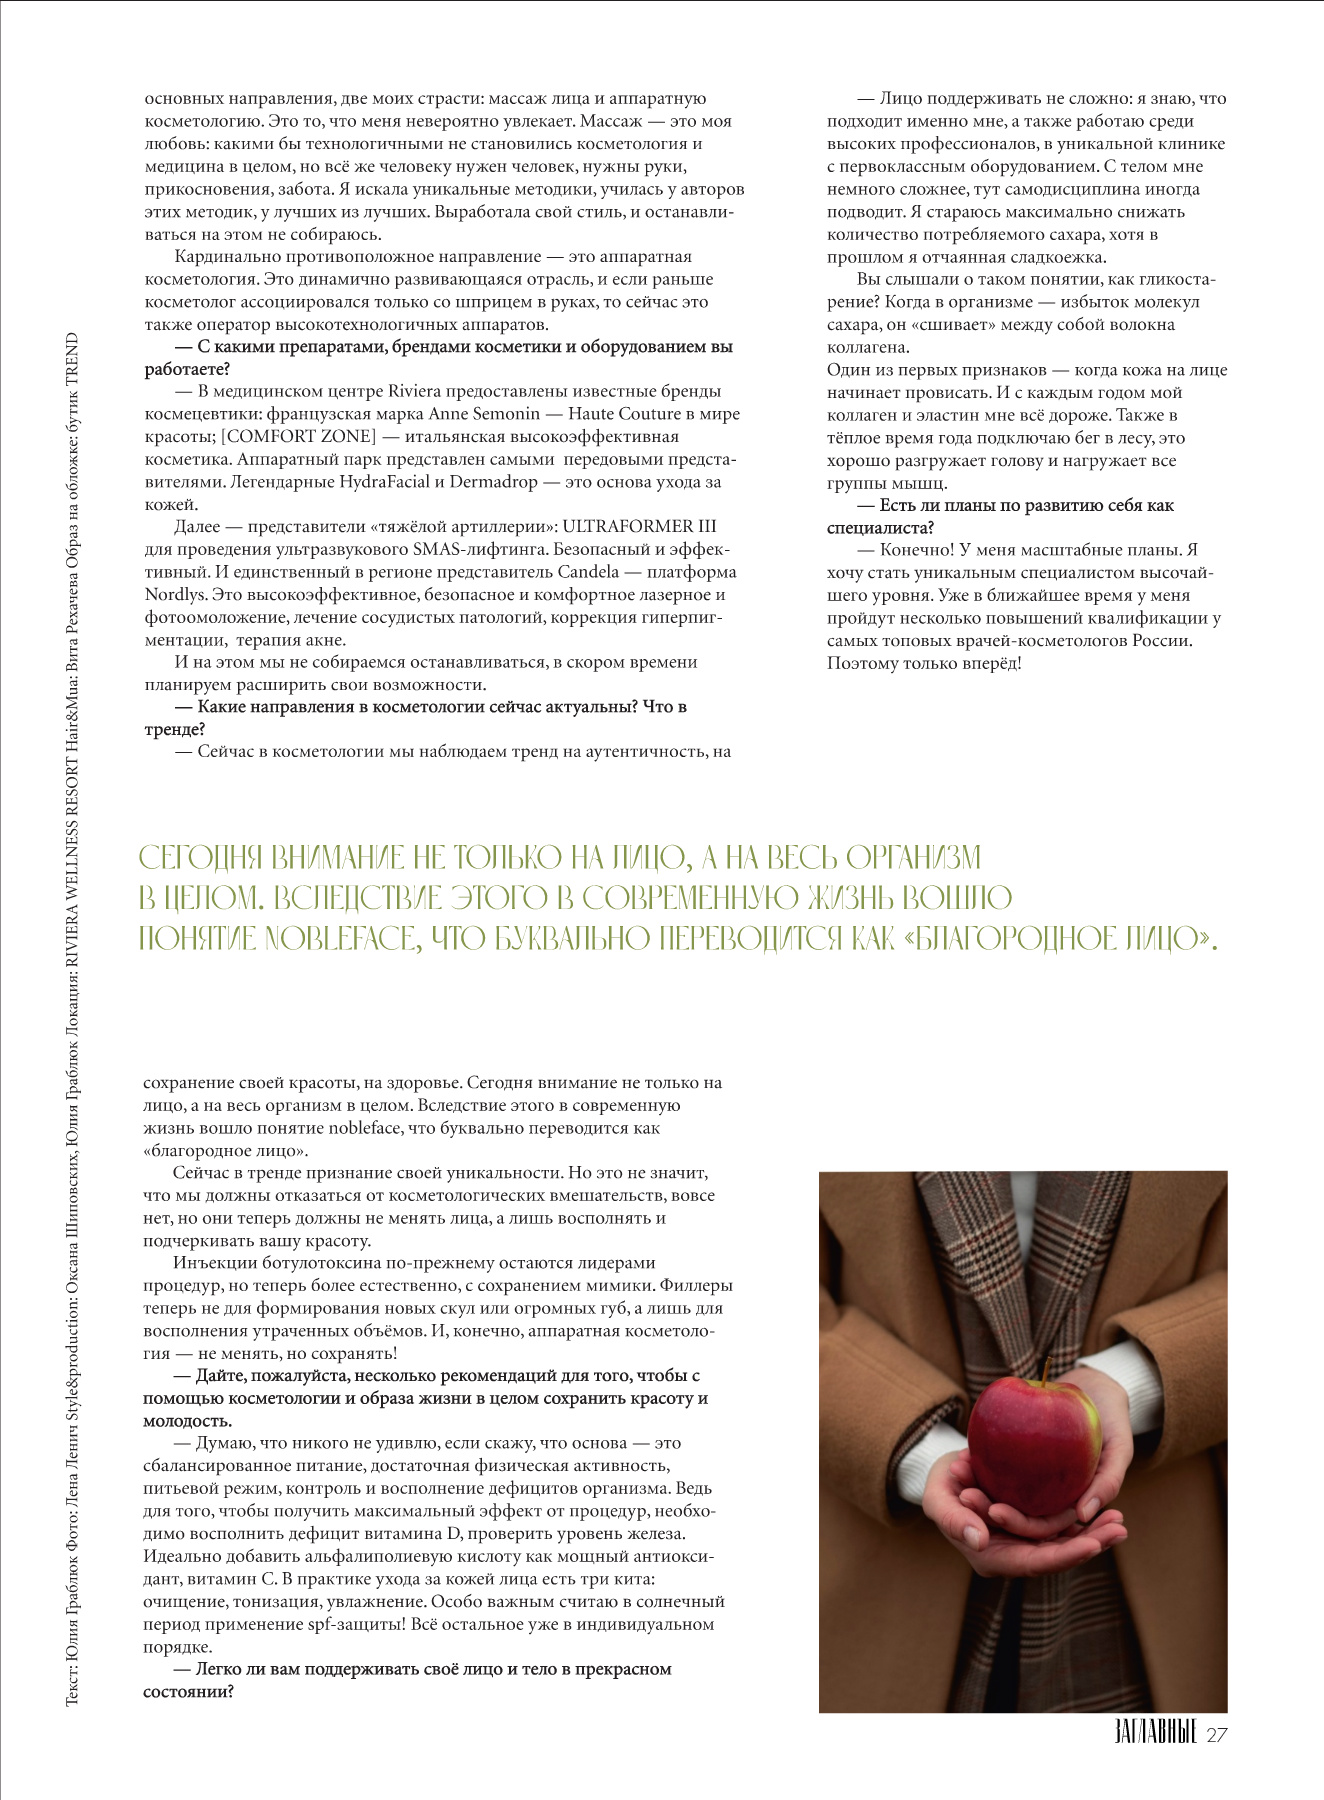 основных направления, две моих страсти: массаж лица и аппаратную
косметологию. Это то, что меня невероятно увлекает. Массаж — это моя
любовь: какими бы технологичными не становились косметология и
медицина в целом, но всё же человеку нужен человек, нужны руки,
прикосновения, забота. Я искала уникальные методики, училась у авторов
этих методик, у лучших из лучших. Выработала свой стиль, и останавли-
ваться на этом не собираюсь.
Кардинально противоположное направление — это аппаратная
косметология. Это динамично развивающаяся отрасль, и если раньше
косметолог ассоциировался только со шприцем в руках, то сейчас это
также оператор высокотехнологичных аппаратов.
— С какими препаратами, брендами косметики и оборудованием вы
работаете?
— В медицинском центре Riviera предоставлены известные бренды
космецевтики: французская марка Anne Semonin — Haute Couture в мире
красоты; [COMFORT ZONE] — итальянская высокоэффективная
косметика. Аппаратный парк представлен самыми передовыми предста-
вителями. Легендарные HydraFacial и Dermadrop — это основа ухода за
кожей.
Далее — представители «тяжёлой артиллерии»: ULTRAFORMER III
для проведения ультразвукового SMAS-лифтинга. Безопасный и эффек-
тивный. И единственный в регионе представитель Candela — платформа
Nordlys. Это высокоэффективное, безопасное и комфортное лазерное и
фотоомоложение, лечение сосудистых патологий, коррекция гиперпиг-
ментации, терапия акне.
И на этом мы не собираемся останавливаться, в скором времени
планируем расширить свои возможности.
— Какие направления в косметологии сейчас актуальны? Что в
тренде?
— Сейчас в косметологии мы наблюдаем тренд на аутентичность, на
СЕГОДНЯ ВНИМАНИЕ НЕ ТОЛЬКО НА ЛИЦО, А НА ВЕСЬ ОРГАНИЗМ
В ЦЕЛОМ. ВСЛЕДСТВИЕ ЭТОГО В СОВРЕМЕННУЮ ЖИЗНЬ ВОШЛО
ПОНЯТИЕ NOBLEFACE, ЧТО БУКВАЛЬНО ПЕРЕВОДИТСЯ КАК «БЛАГОРОДНОЕ ЛИЦО».
сохранение своей красоты, на здоровье. Сегодня внимание не только на
лицо, а на весь организм в целом. Вследствие этого в современную
жизнь вошло понятие nobleface, что буквально переводится как
«благородное лицо».
Сейчас в тренде признание своей уникальности. Но это не значит,
что мы должны отказаться от косметологических вмешательств, вовсе
нет, но они теперь должны не менять лица, а лишь восполнять и
подчеркивать вашу красоту.
Инъекции ботулотоксина по-прежнему остаются лидерами
процедур, но теперь более естественно, с сохранением мимики. Филлеры
теперь не для формирования новых скул или огромных губ, а лишь для
восполнения утраченных объёмов. И, конечно, аппаратная косметоло-
гия — не менять, но сохранять!
— Дайте, пожалуйста, несколько рекомендаций для того, чтобы с
помощью косметологии и образа жизни в целом сохранить красоту и
молодость.
— Думаю, что никого не удивлю, если скажу, что основа — это
сбалансированное питание, достаточная физическая активность,
питьевой режим, контроль и восполнение дефицитов организма. Ведь
для того, чтобы получить максимальный эффект от процедур, необхо-
димо восполнить дефицит витамина D, проверить уровень железа.
Идеально добавить альфалиполиевую кислоту как мощный антиокси-
дант, витамин С. В практике ухода за кожей лица есть три кита:
очищение, тонизация, увлажнение. Особо важным считаю в солнечный
период применение spf-защиты! Всё остальное уже в индивидуальном
порядке.
— Легко ли вам поддерживать своё лицо и тело в прекрасном
состоянии?
— Лицо поддерживать не сложно: я знаю, что
подходит именно мне, а также работаю среди
высоких профессионалов, в уникальной клинике
с первоклассным оборудованием. С телом мне
немного сложнее, тут самодисциплина иногда
подводит. Я стараюсь максимально снижать
количество потребляемого сахара, хотя в
прошлом я отчаянная сладкоежка.
Вы слышали о таком понятии, как гликоста-
рение? Когда в организме — избыток молекул
сахара, он «сшивает» между собой волокна
коллагена.
Один из первых признаков — когда кожа на лице
начинает провисать. И с каждым годом мой
коллаген и эластин мне всё дороже. Также в
тёплое время года подключаю бег в лесу, это
хорошо разгружает голову и нагружает все
группы мышц.
— Есть ли планы по развитию себя как
специалиста?
— Конечно! У меня масштабные планы. Я
хочу стать уникальным специалистом высочай-
шего уровня. Уже в ближайшее время у меня
пройдут несколько повышений квалификации у
самых топовых врачей-косметологов России.
Поэтому только вперёд!
Текст: Юлия Граблюк Фото: Лена Ленич Style&production: Оксана Шиповских, Юлия Граблюк Локация: RIVIERA WELLNESS RESORT Hair&Mua: Вита Рехачева Образ на обложке: бутик TREND
ЗАГЛАВНЫЕ 27